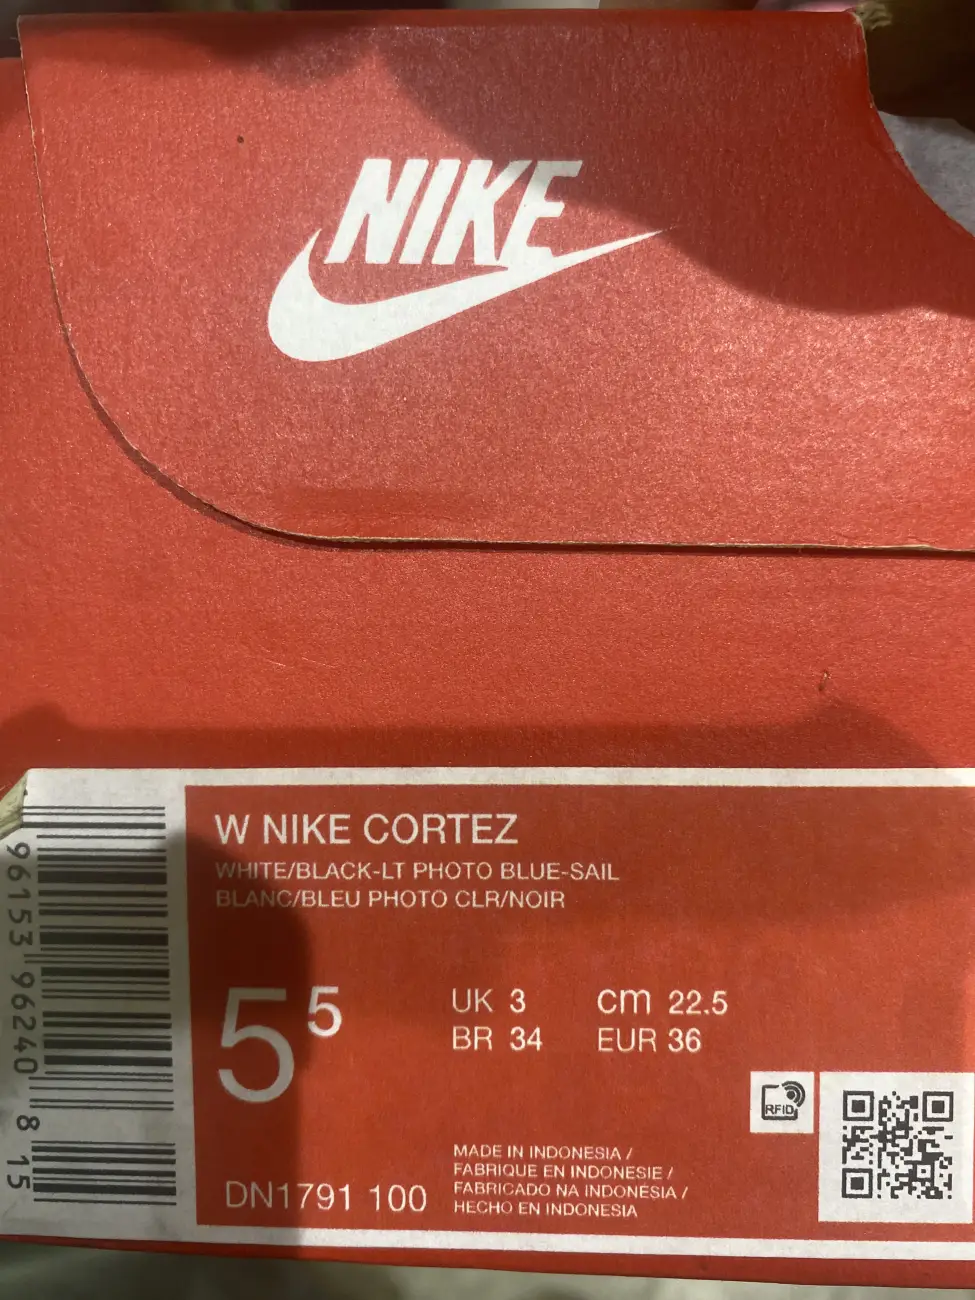 NIKE
W NIKE CORTEZ
WHITE/BLACK-LT PHOTO BLUE-SAIL
BLANC/BLEU PHOTO CLR/NOIR
5 5
UK 3 cm 22.5
BR 34 EUR 36
RFID
MADE IN INDONESIA /
FABRIQUE EN INDONESIE /
FABRICADO NA INDONESIA /
HECHO EN INDONESIA
DN1791 100
96153 96240 8 15